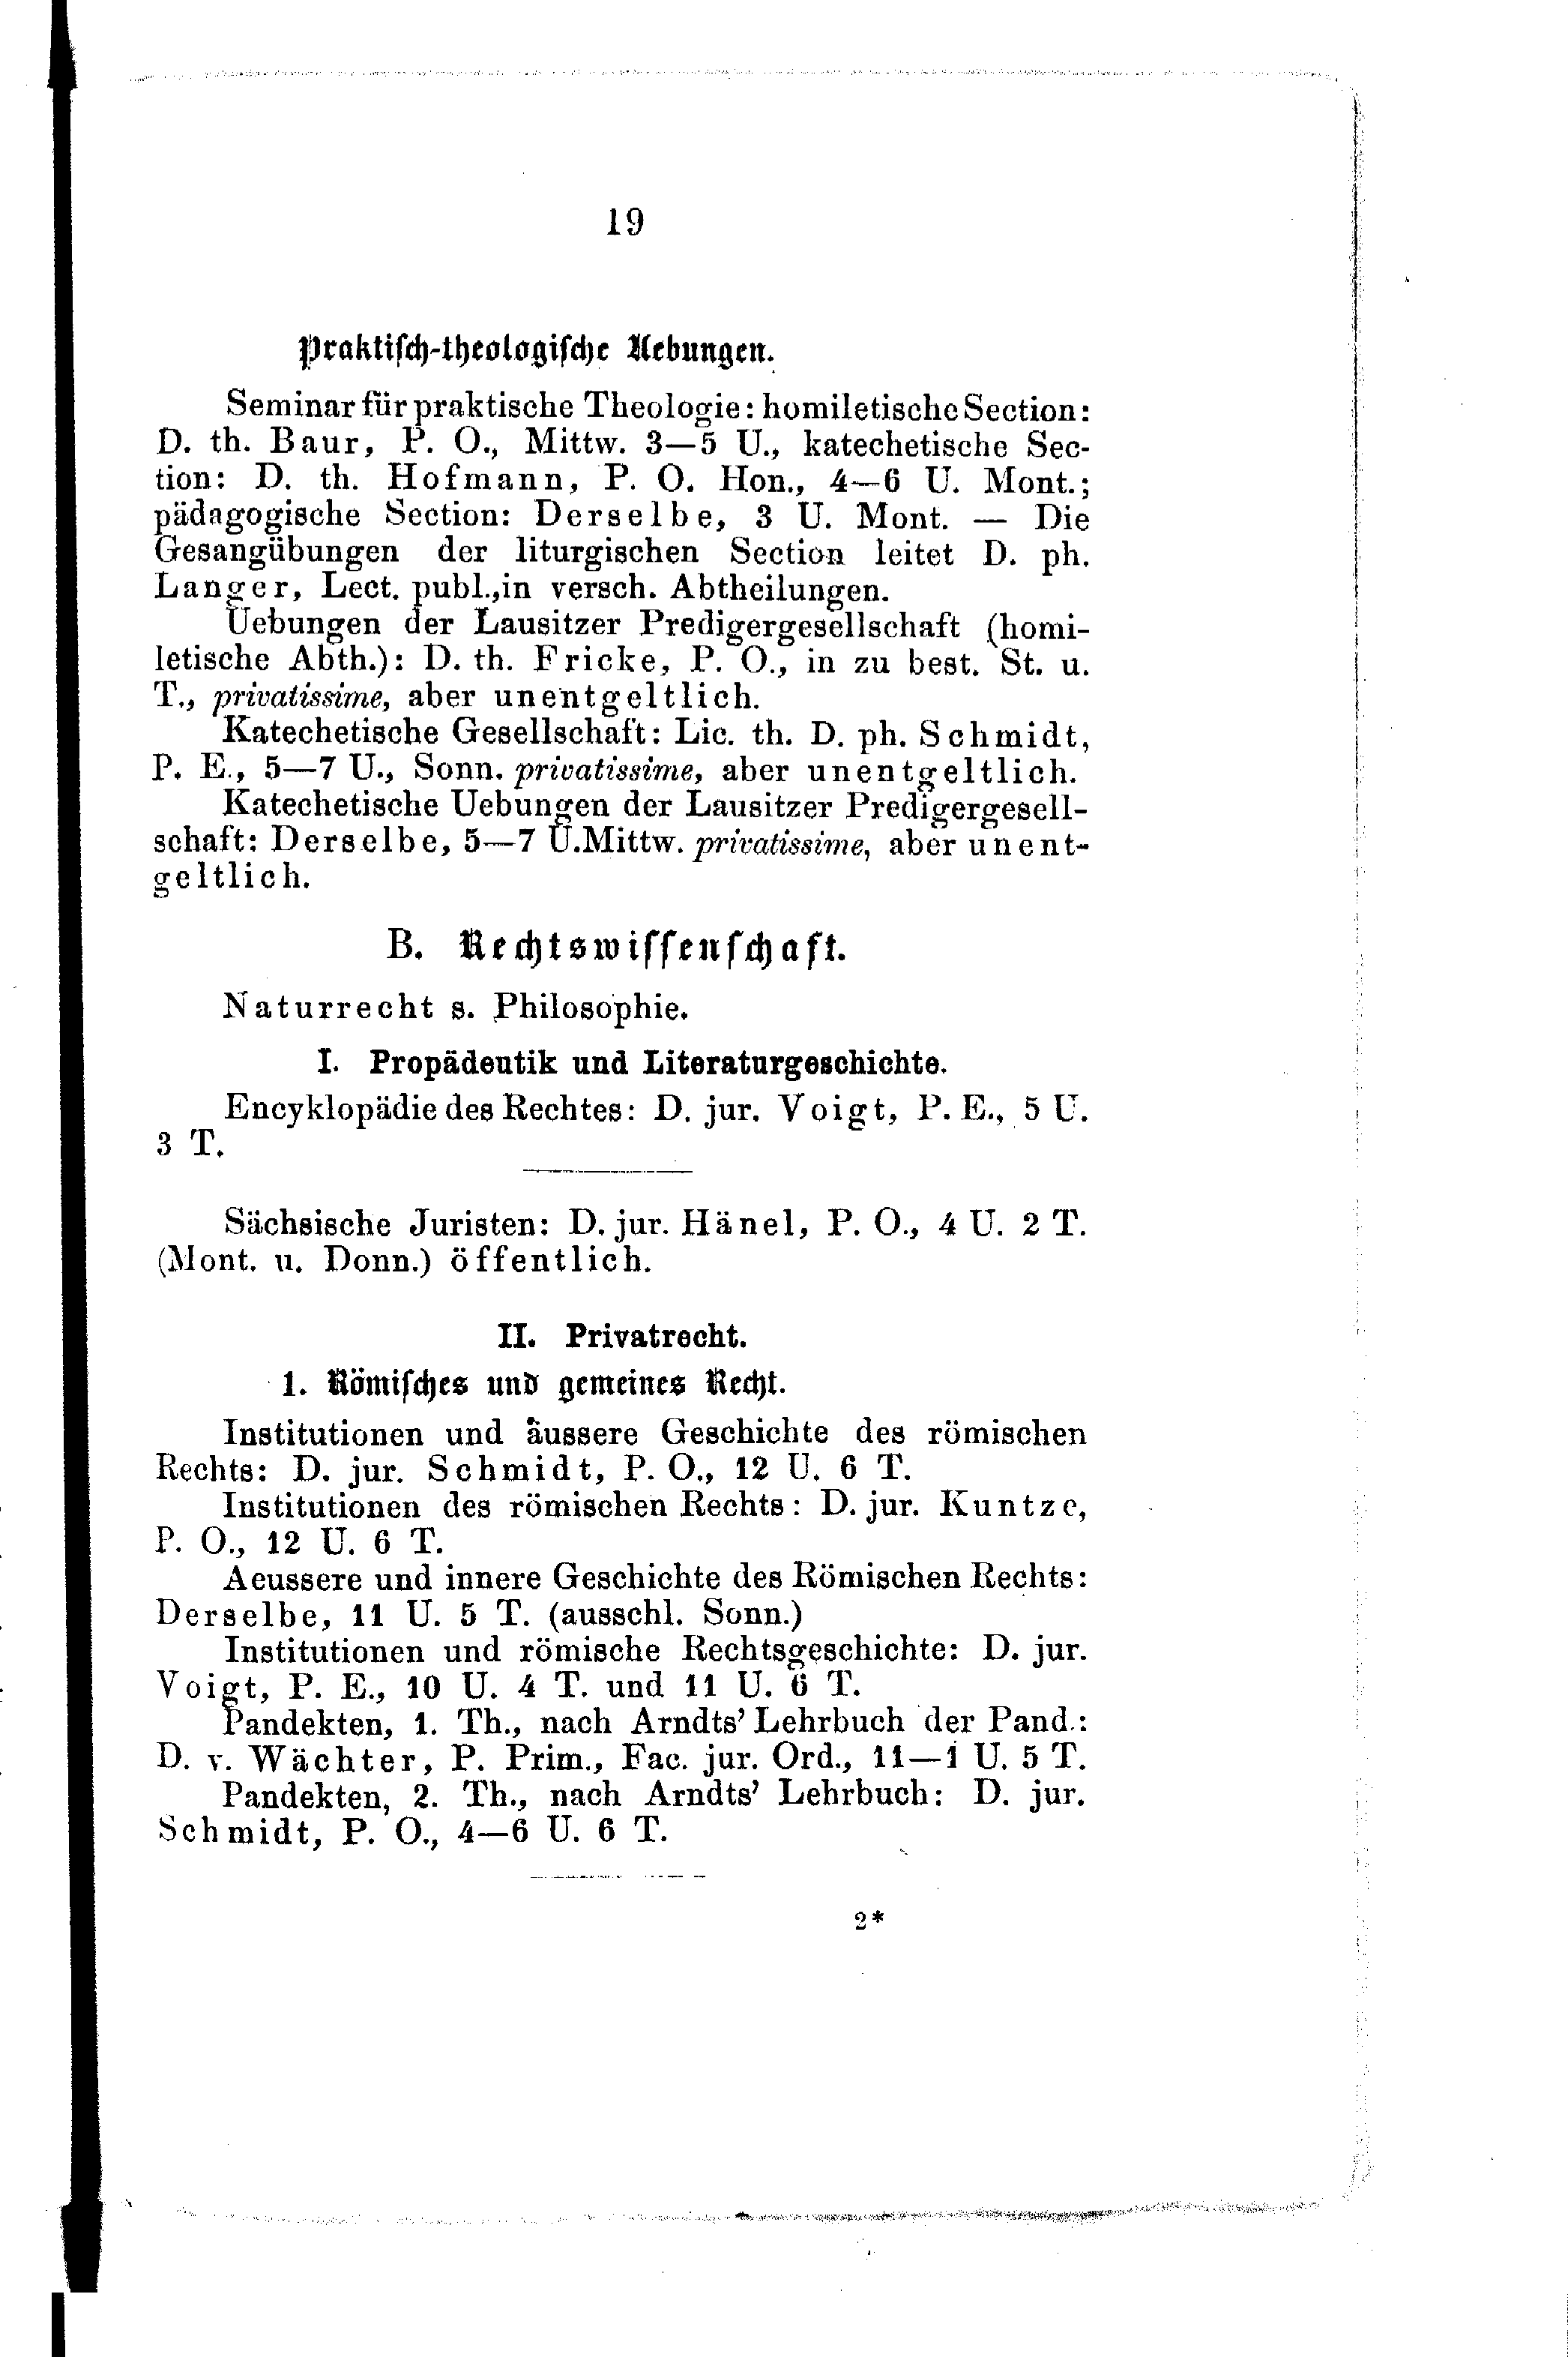 19
Praktisch-theologische Uebungen.
Seminar für praktische Theologie: homiletische Section:
D. th. Baur, P. O., Mittw. 3—5 U., katechetische Sec-
tion: D. th. Hofmann, P. O. Hon., 4—6 U. Mont.;
pädagogische Section: Derselbe, 3 U. Mont. — Die
Gesangübungen der liturgischen Section leitet D. ph.
Langer, Lect. publ.,in versch. Abtheilungen.
Uebungen der Lausitzer Predigergesellschaft (homi-
letische Abth.): D. th. Fricke, P. O., in zu best. St. u.
T., privatissime, aber unentgeltlich.
Katechetische Gesellschaft: Lic. th. D. ph. Schmidt,
P. E., 5—7 U., Sonn. privatissime, aber unentgeltlich.
Katechetische Uebungen der Lausitzer Predigergesell-
schaft: Derselbe, 5—7 U.Mittw. privatissime, aber unent-
geltlich.
B. Rechtswissenschaft.
Naturrecht s. Philosophie.
I. Propädeutik und Literaturgeschichte.
Encyklopädie des Rechtes: D. jur. Voigt, P. E., 5 U.
3 T.
Sächsische Juristen: D. jur. Hänel, P. O., 4 U. 2 T.
(Mont. u. Donn.) öffentlich.
II. Privatrecht.
1. Römisches und gemeines Recht.
Institutionen und äussere Geschichte des römischen
Rechts: D. jur. Schmidt, P. O., 12 U. 6 T.
Institutionen des römischen Rechts: D. jur. Kuntze,
P. O., 12 U. 6 T.
Aeussere und innere Geschichte des Römischen Rechts:
Derselbe, 11 U. 5 T. (ausschl. Sonn.)
Institutionen und römische Rechtsgeschichte: D. jur.
Voigt, P. E., 10 U. 4 T. und 11 U. 6 T.
Pandekten, 1. Th., nach Arndts' Lehrbuch der Pand.:
D. v. Wächter, P. Prim., Fac. jur. Ord., 11—1 U. 5 T.
Pandekten, 2. Th., nach Arndts' Lehrbuch: D. jur.
Schmidt, P. O., 4—6 U. 6 T.
2*